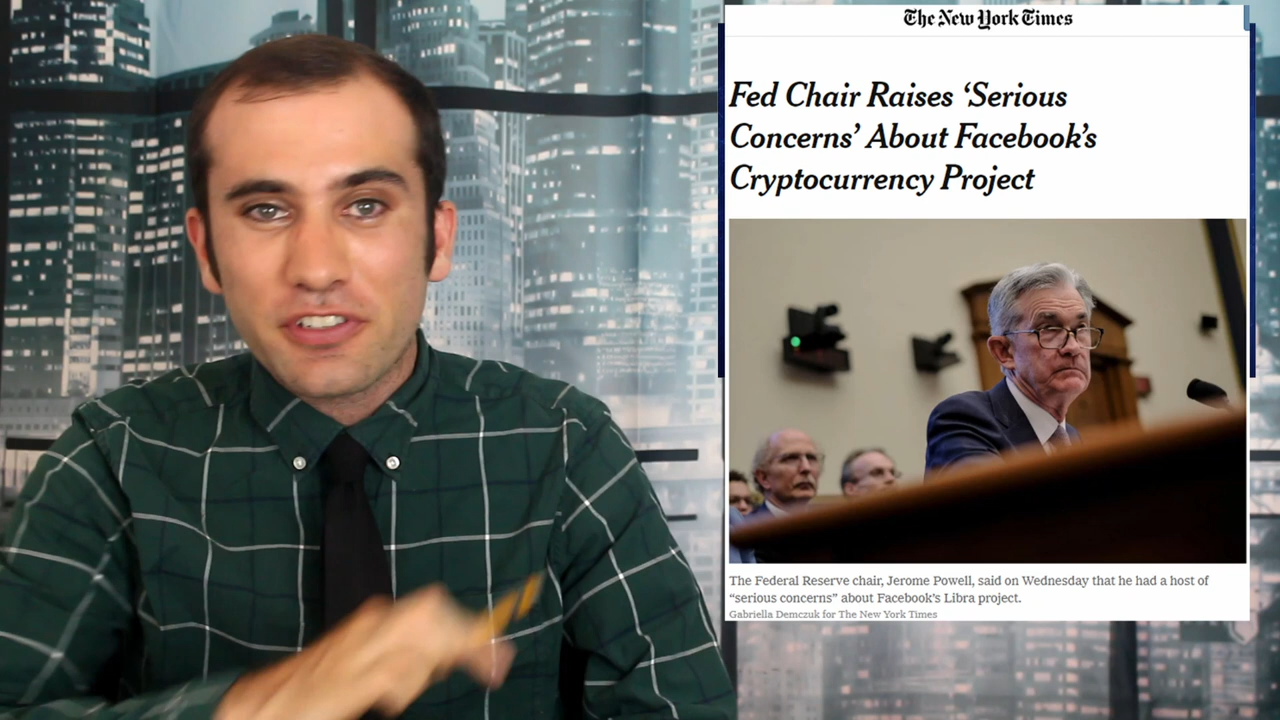 The New York Times
Fed Chair Raises ‘Serious
Concerns’ About Facebook’s
Cryptocurrency Project
The Federal Reserve chair, Jerome Powell, said on Wednesday that he had a host of
“serious concerns” about Facebook’s Libra project.
Gabriella Demczuk for The New York Times